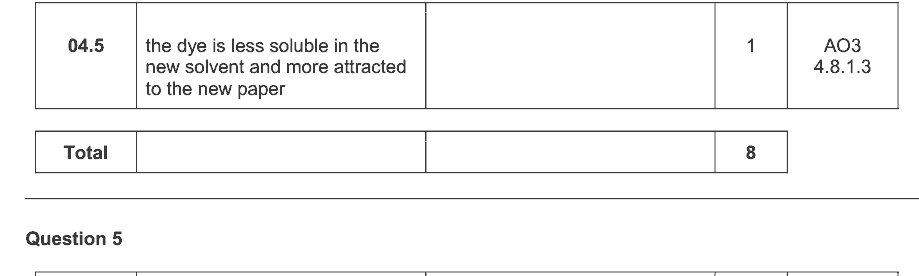 04.5 the dye is less soluble in the 1 AO3
new solvent and more attracted 4.8.1.3
to the new paper
Total 8
Question 5